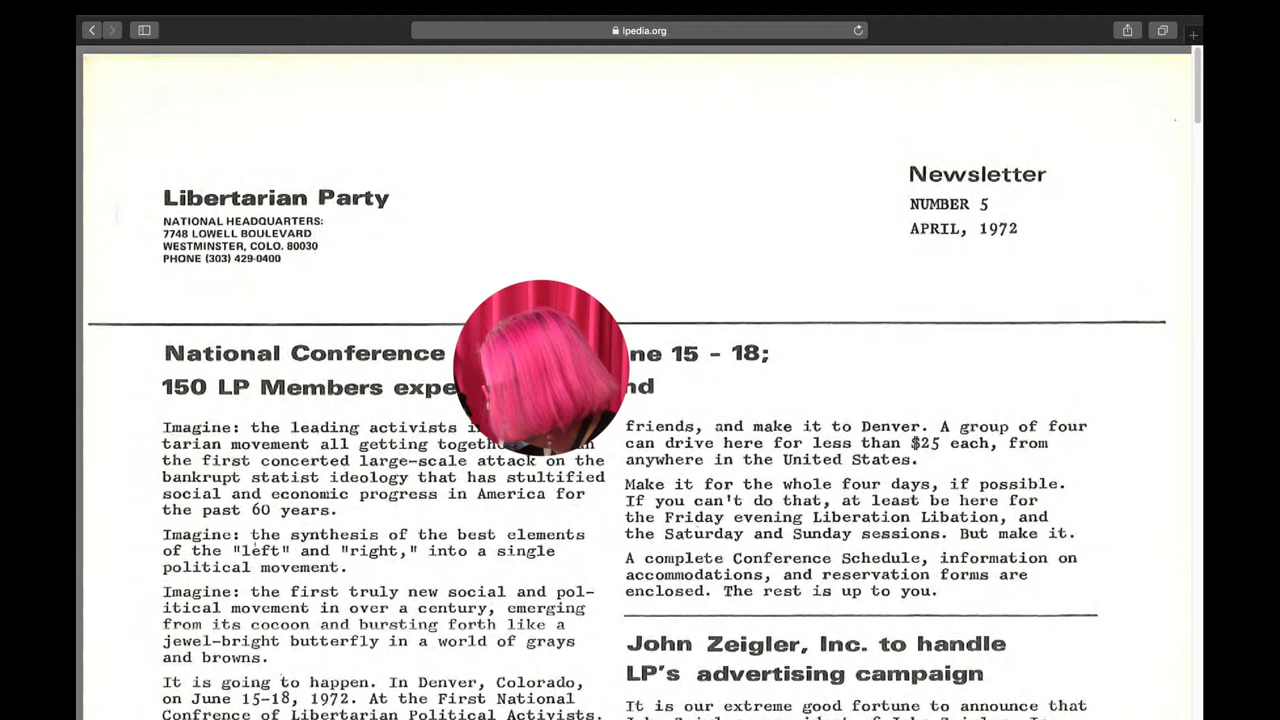 lpedia.org
Libertarian Party
NATIONAL HEADQUARTERS:
7748 LOWELL BOULEVARD
WESTMINSTER, COLO. 80030
PHONE (303) 429-0400
Newsletter
NUMBER 5
APRIL, 1972
National Conference ne 15 - 18;
150 LP Members expe nd
Imagine: the leading activists i
tarian movement all getting togeth
the first concerted large-scale attack on the
bankrupt statist ideology that has stultified
social and economic progress in America for
the past 60 years.
Imagine: the synthesis of the best elements
of the "left" and "right," into a single
political movement.
Imagine: the first truly new social and pol-
itical movement in over a century, emerging
from its cocoon and bursting forth like a
jewel-bright butterfly in a world of grays
and browns.
It is going to happen. In Denver, Colorado,
on June 15-18, 1972. At the First National
Confrence of Libertarian Political Activists.
friends, and make it to Denver. A group of four
can drive here for less than $25 each, from
anywhere in the United States.
Make it for the whole four days, if possible.
If you can't do that, at least be here for
the Friday evening Liberation Libation, and
the Saturday and Sunday sessions. But make it.
A complete Conference Schedule, information on
accommodations, and reservation forms are
enclosed. The rest is up to you.
John Zeigler, Inc. to handle
LP's advertising campaign
It is our extreme good fortune to announce that